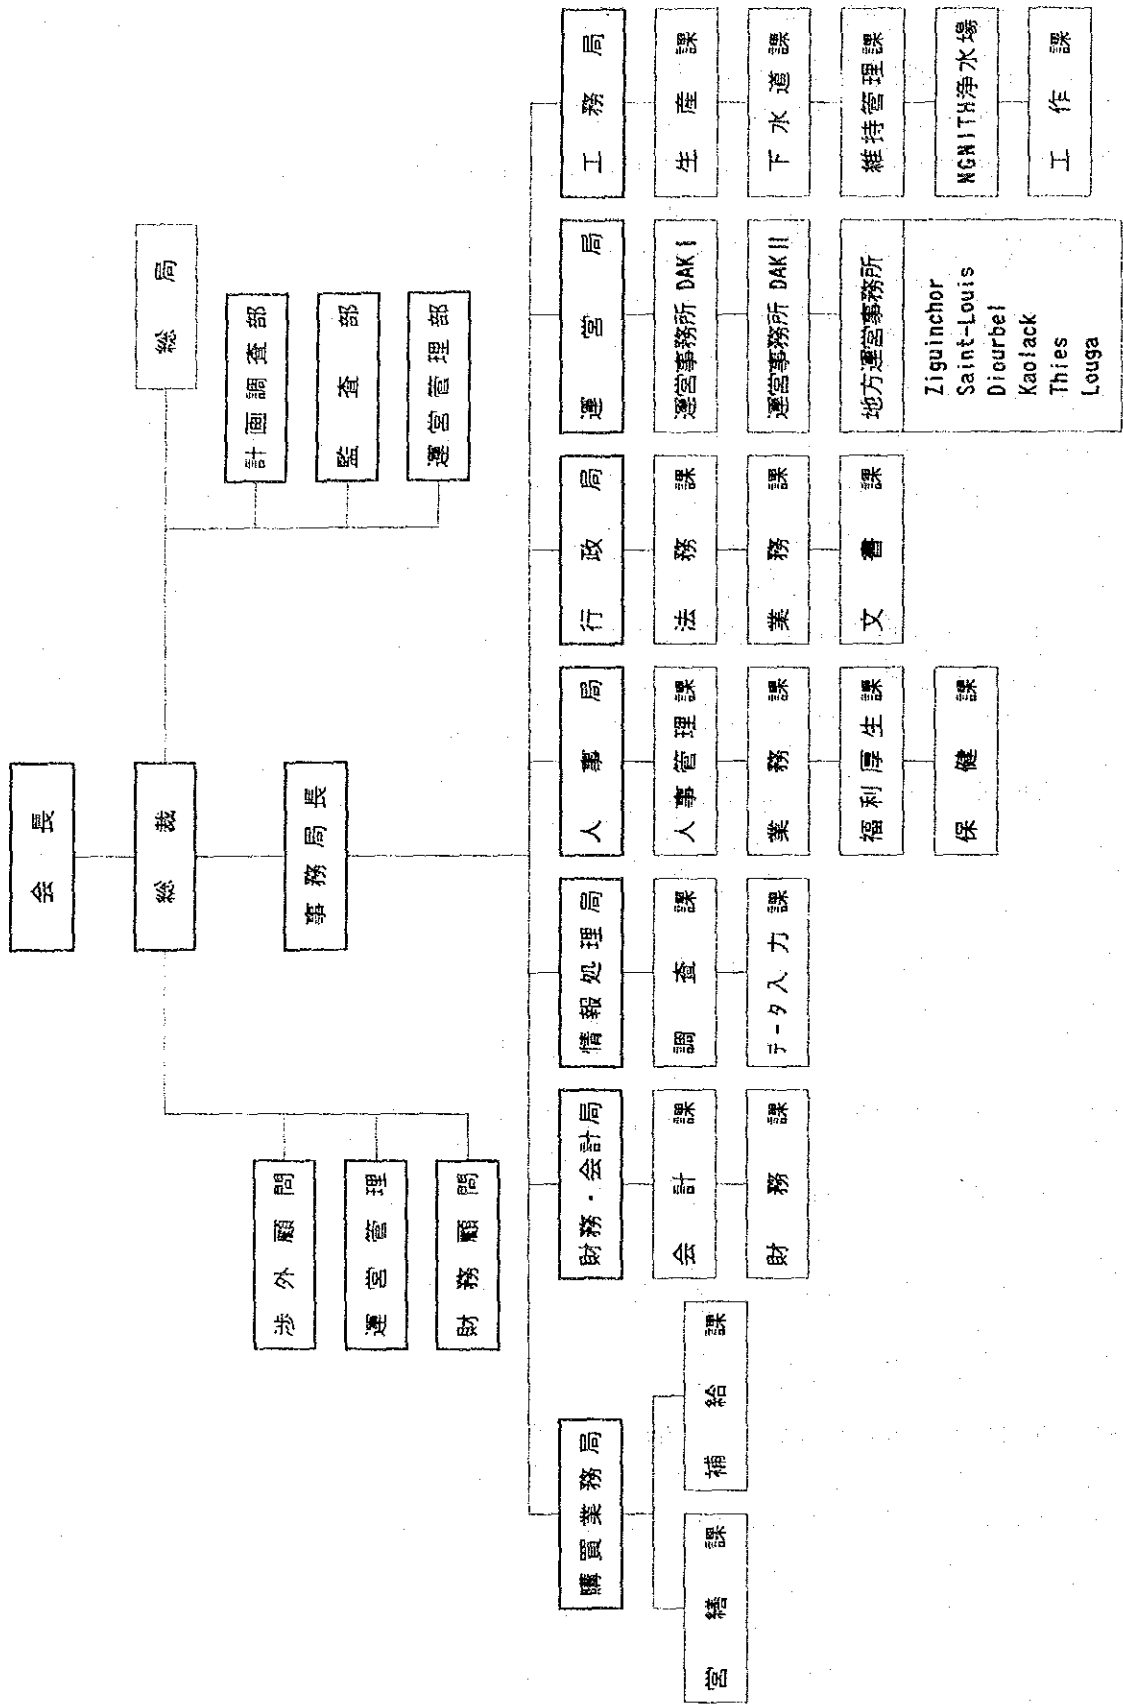 会長
総裁
総局
事務局長
計画調査部
監査部
運営管理部
渉外顧問
運営管理
財務顧問
購買業務局
営繕課
補給課
財務・会計局
会計課
財務課
情報処理局
調査課
データ入力課
人事局
人事管理課
業務課
福利厚生課
保健課
行政局
法務課
業務課
文書課
運営局
運営事務所 DAK I
運営事務所 DAK II
地方運営事務所
Ziguinchor
Saint-Louis
Diourbel
Kaolack
Thies
Louga
工務局
生産課
下水道課
維持管理課
NGNITH浄水場
工作課